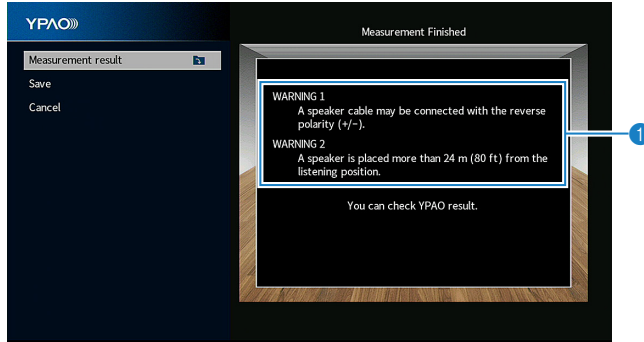 YPAO
Measurement Finished
Measurement result
Save
Cancel
WARNING 1
A speaker cable may be connected with the reverse
polarity (+/-).
WARNING 2
A speaker is placed more than 24 m (80 ft) from the
listening position.
You can check YPAO result.
1